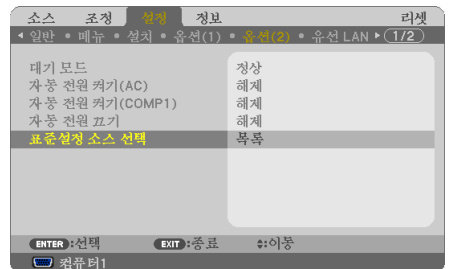 소스 조정 설정 정보 리셋
◀ 일반 • 메뉴 • 설치 • 옵션(1) • 옵션(2) • 유선 LAN ▶ (1/2)
대기 모드 정상
자동 전원 켜기(AC) 해제
자동 전원 켜기(COMP1) 해제
자동 전원 끄기 해제
표준설정 소스 선택 목록
ENTER :선택 EXIT :종료 :이동
컴퓨터1